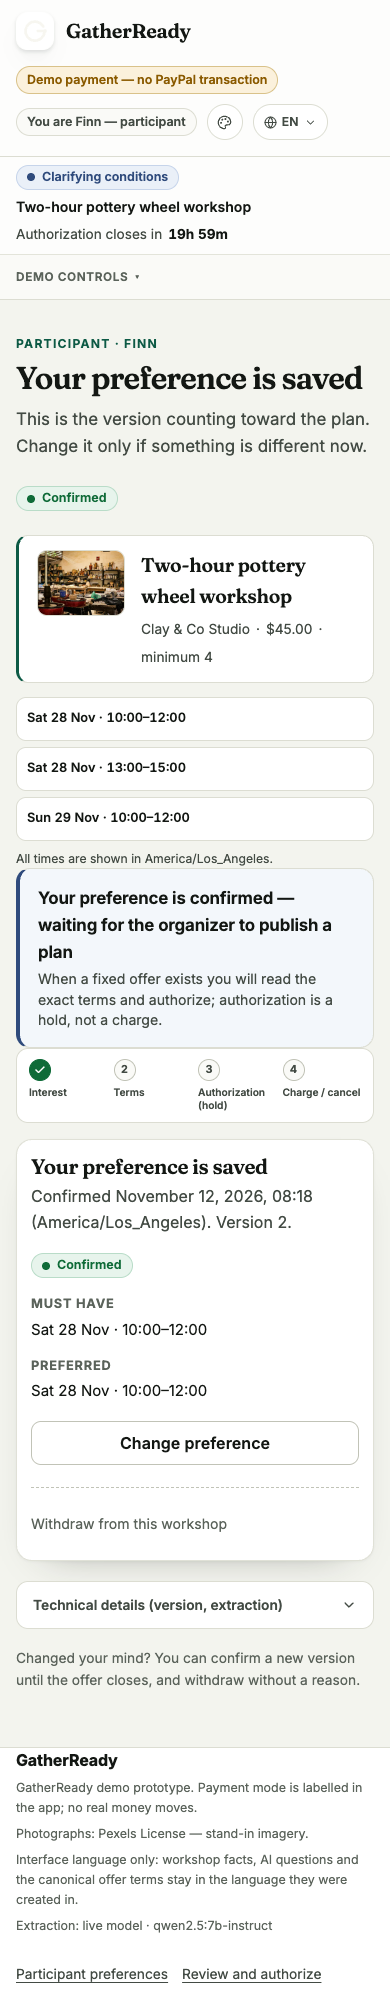 GatherReady
Demo payment — no PayPal transaction
You are Finn — participant
EN
Clarifying conditions
Two-hour pottery wheel workshop
Authorization closes in 19h 59m
DEMO CONTROLS
PARTICIPANT · FINN
Your preference is saved
This is the version counting toward the plan.
Change it only if something is different now.
Confirmed
Two-hour pottery
wheel workshop
Clay & Co Studio · $45.00 ·
minimum 4
Sat 28 Nov · 10:00–12:00
Sat 28 Nov · 13:00–15:00
Sun 29 Nov · 10:00–12:00
All times are shown in America/Los_Angeles.
Your preference is confirmed —
waiting for the organizer to publish a
plan
When a fixed offer exists you will read the
exact terms and authorize; authorization is a
hold, not a charge.
Interest
2
Terms
3
Authorization
(hold)
4
Charge / cancel
Your preference is saved
Confirmed November 12, 2026, 08:18
(America/Los_Angeles). Version 2.
Confirmed
MUST HAVE
Sat 28 Nov · 10:00–12:00
PREFERRED
Sat 28 Nov · 10:00–12:00
Change preference
Withdraw from this workshop
Technical details (version, extraction)
Changed your mind? You can confirm a new version
until the offer closes, and withdraw without a reason.
GatherReady
GatherReady demo prototype. Payment mode is labelled in
the app; no real money moves.
Photographs: Pexels License — stand-in imagery.
Interface language only: workshop facts, AI questions and
the canonical offer terms stay in the language they were
created in.
Extraction: live model · qwen2.5:7b-instruct
Participant preferences Review and authorize